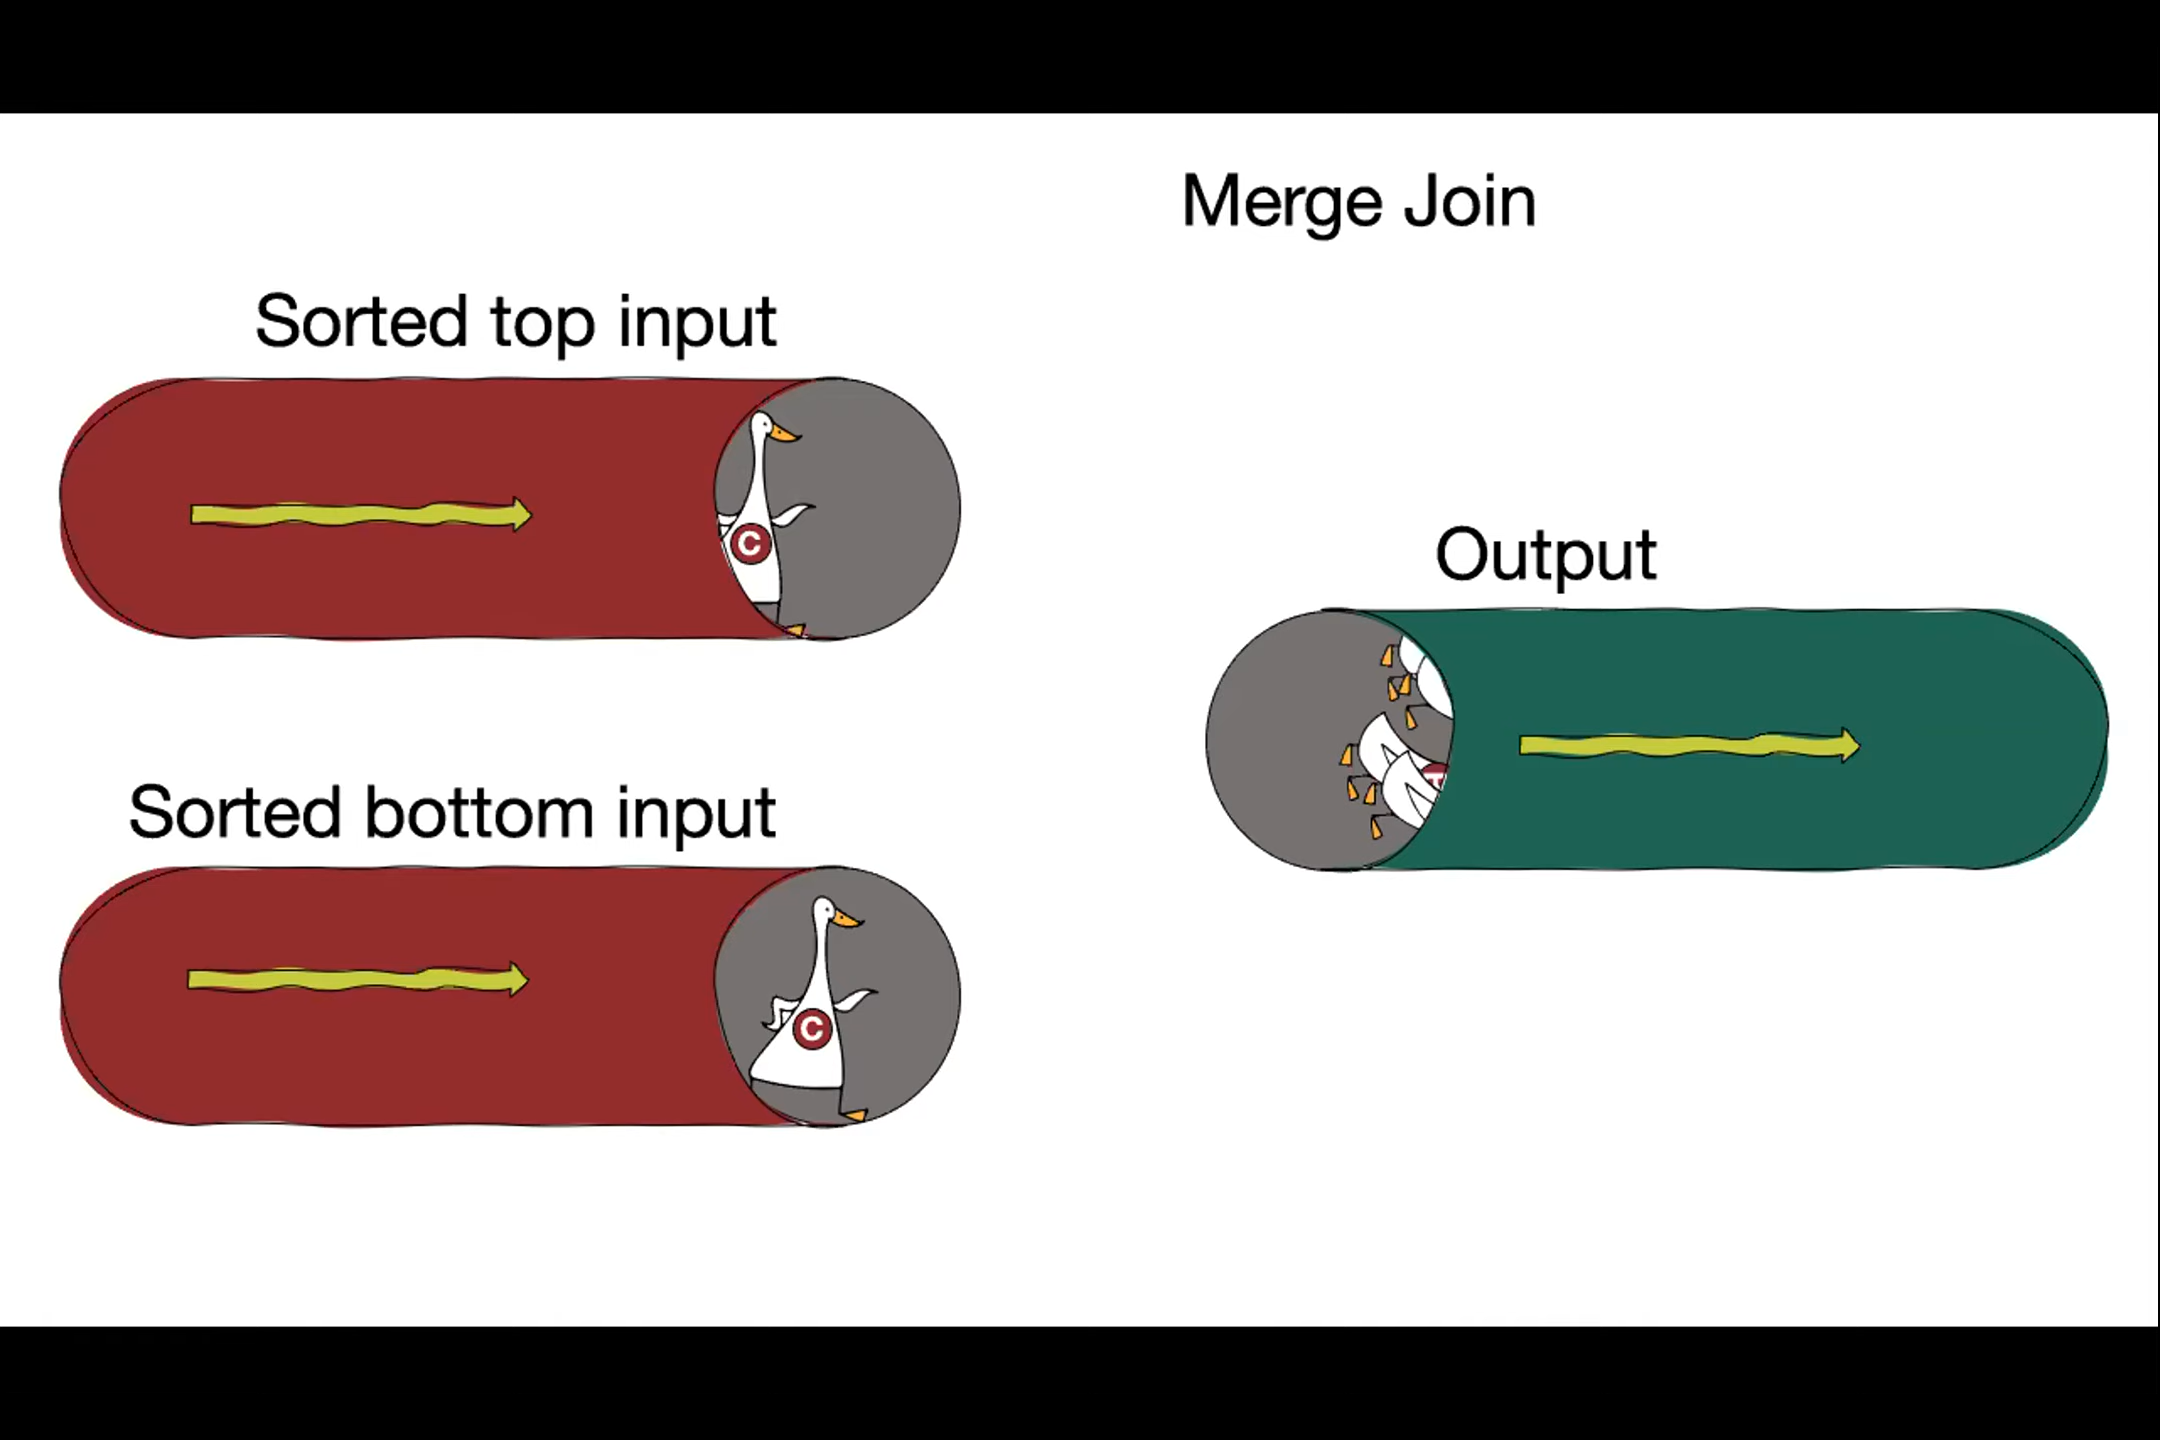 Merge Join
Sorted top input
C
Output
Sorted bottom input
C